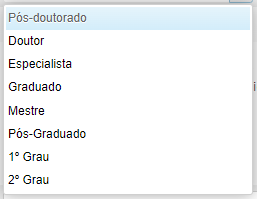 Pós-doutorado
Doutor
Especialista
Graduado
Mestre
Pós-Graduado
1º Grau
2º Grau